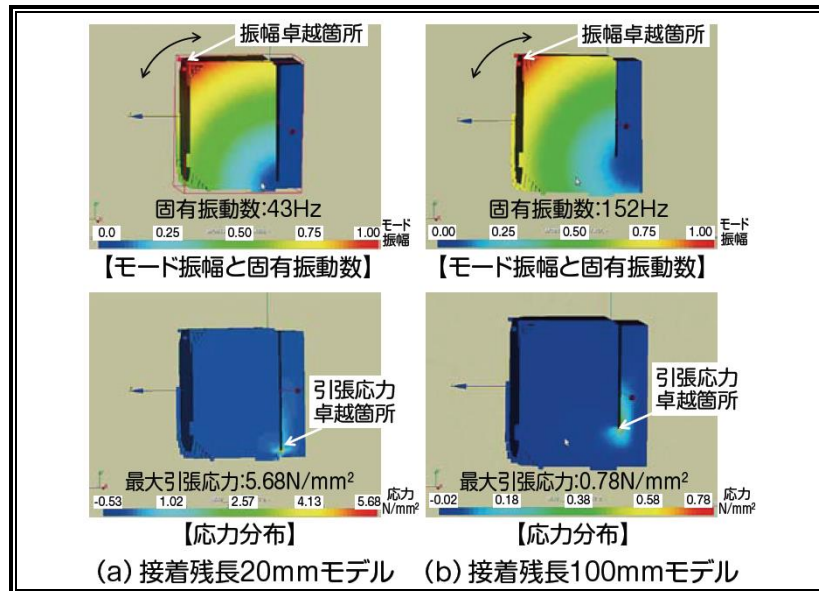 振幅卓越箇所
固有振動数:43Hz
0.0 0.25 0.50 0.75 1.00
モード
振幅
【モード振幅と固有振動数】
振幅卓越箇所
固有振動数:152Hz
0.00 0.25 0.50 0.75 1.00
モード
振幅
【モード振幅と固有振動数】
引張応力
卓越箇所
最大引張応力:5.68N/mm²
-0.53 1.02 2.57 4.13 5.68
応力
N/mm²
【応力分布】
(a) 接着残長20mmモデル
引張応力
卓越箇所
最大引張応力:0.78N/mm²
-0.02 0.18 0.38 0.58 0.78
応力
N/mm²
【応力分布】
(b) 接着残長100mmモデル